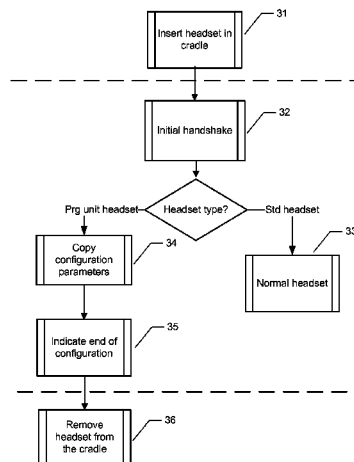 Insert headset in
cradle
31
Initial handshake
32
Headset type?
Prg unit headset
Std headset
Copy
configuration
parameters
34
Normal headset
33
Indicate end of
configuration
35
Remove
headset from
the cradle
36